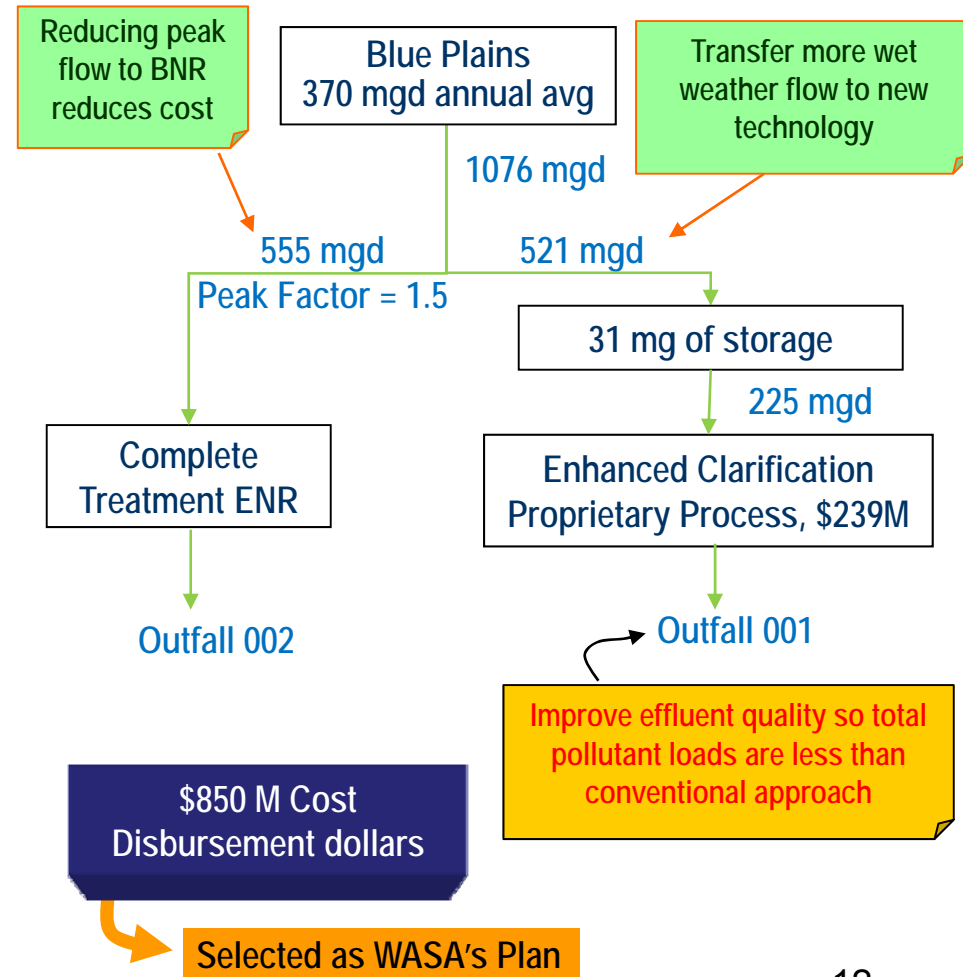 Reducing peak
flow to BNR
reduces cost
Blue Plains
370 mgd annual avg
Transfer more wet
weather flow to new
technology
1076 mgd
555 mgd
Peak Factor = 1.5
521 mgd
31 mg of storage
225 mgd
Complete
Treatment ENR
Enhanced Clarification
Proprietary Process, $239M
Outfall 002
Outfall 001
Improve effluent quality so total
pollutant loads are less than
conventional approach
$850 M Cost
Disbursement dollars
Selected as WASA's Plan